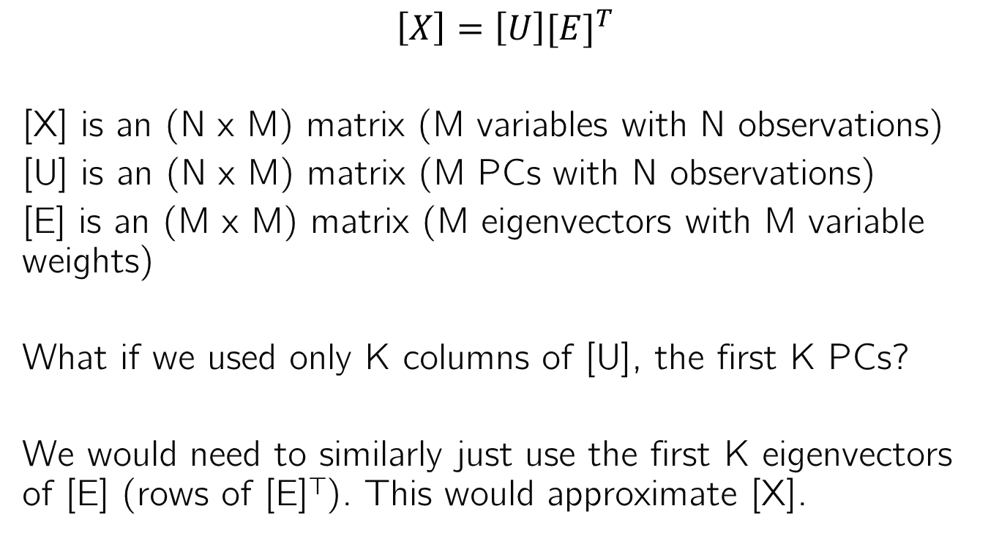 [X] = [U][E]ᵀ
[X] is an (N x M) matrix (M variables with N observations)
[U] is an (N x M) matrix (M PCs with N observations)
[E] is an (M x M) matrix (M eigenvectors with M variable
weights)
What if we used only K columns of [U], the first K PCs?
We would need to similarly just use the first K eigenvectors
of [E] (rows of [E]ᵀ). This would approximate [X].